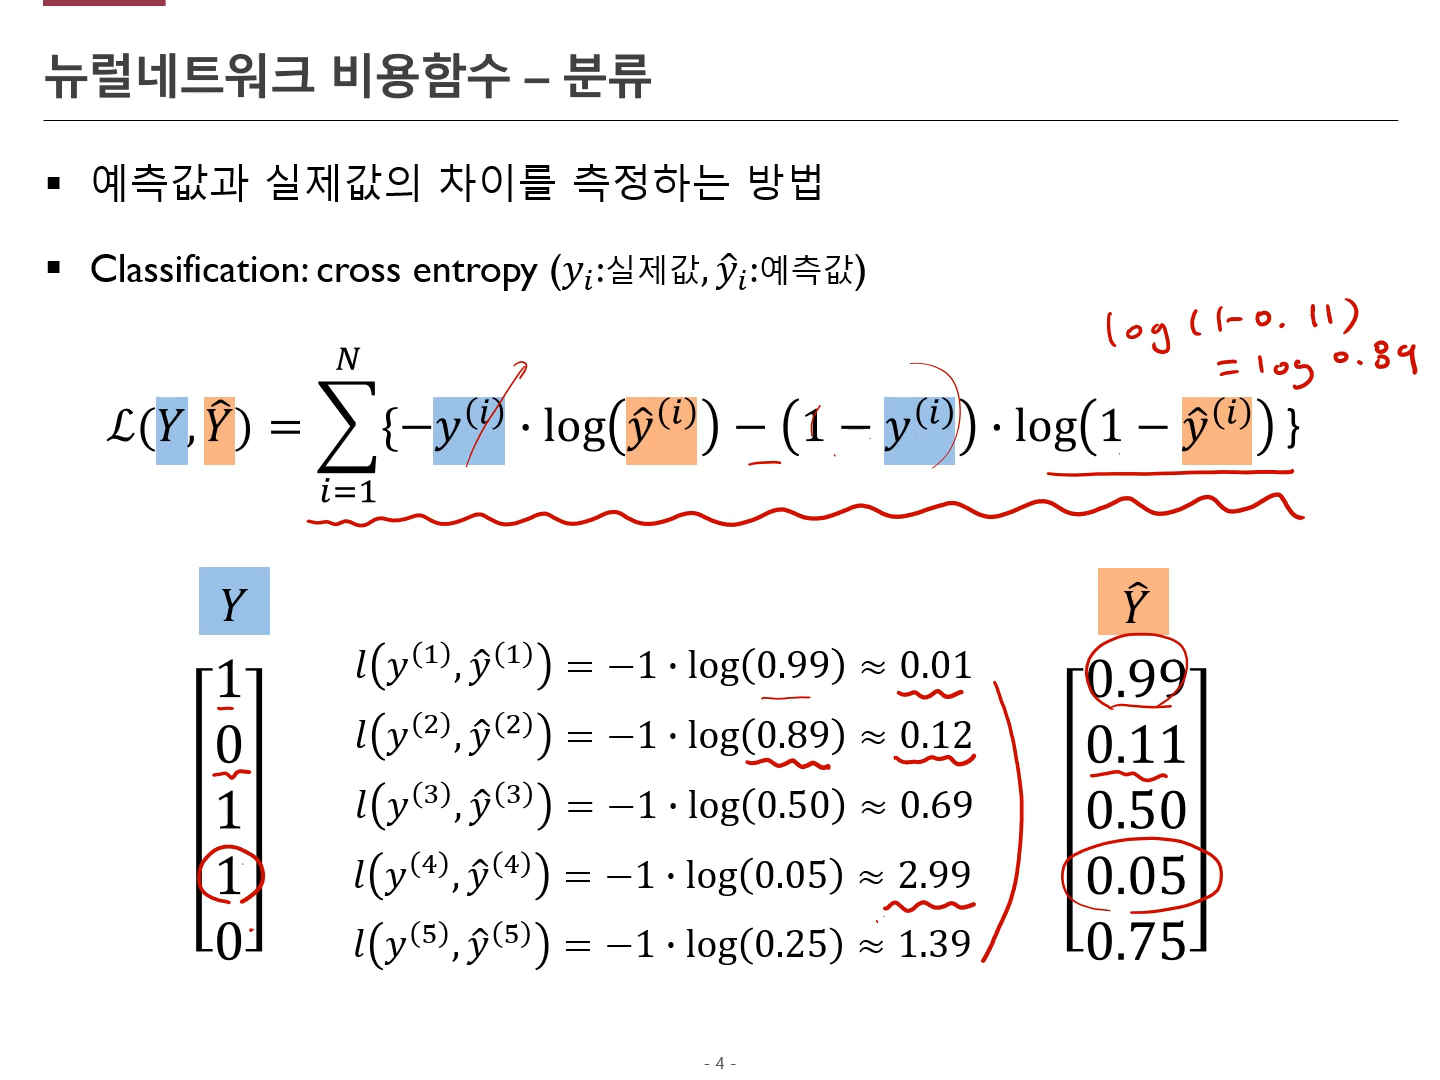 뉴럴네트워크 비용함수 – 분류
▪ 예측값과 실제값의 차이를 측정하는 방법
▪ Classification: cross entropy (y_i:실제값, ŷ_i:예측값)
log (1-0.11)
= log 0.89
ℒ(Y, Ŷ) = ∑_{i=1}^{N} {−y^(i) · log(ŷ^(i)) − (1 − y^(i)) · log(1 − ŷ^(i)) }
Y
Ŷ
1 l(y^(1), ŷ^(1)) = −1 · log(0.99) ≈ 0.01 0.99
0 l(y^(2), ŷ^(2)) = −1 · log(0.89) ≈ 0.12 0.11
1 l(y^(3), ŷ^(3)) = −1 · log(0.50) ≈ 0.69 0.50
1 l(y^(4), ŷ^(4)) = −1 · log(0.05) ≈ 2.99 0.05
0 l(y^(5), ŷ^(5)) = −1 · log(0.25) ≈ 1.39 0.75
- 4 -